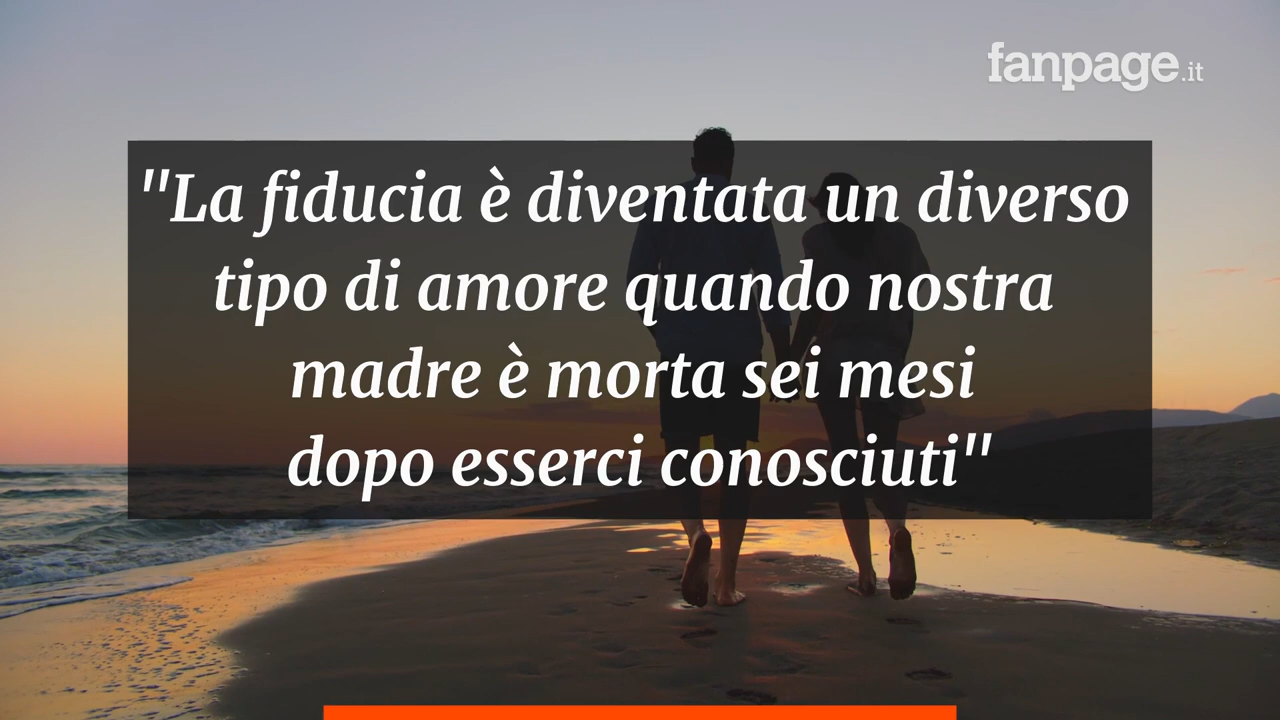 fanpage.it
"La fiducia è diventata un diverso
tipo di amore quando nostra
madre è morta sei mesi
dopo esserci conosciuti"